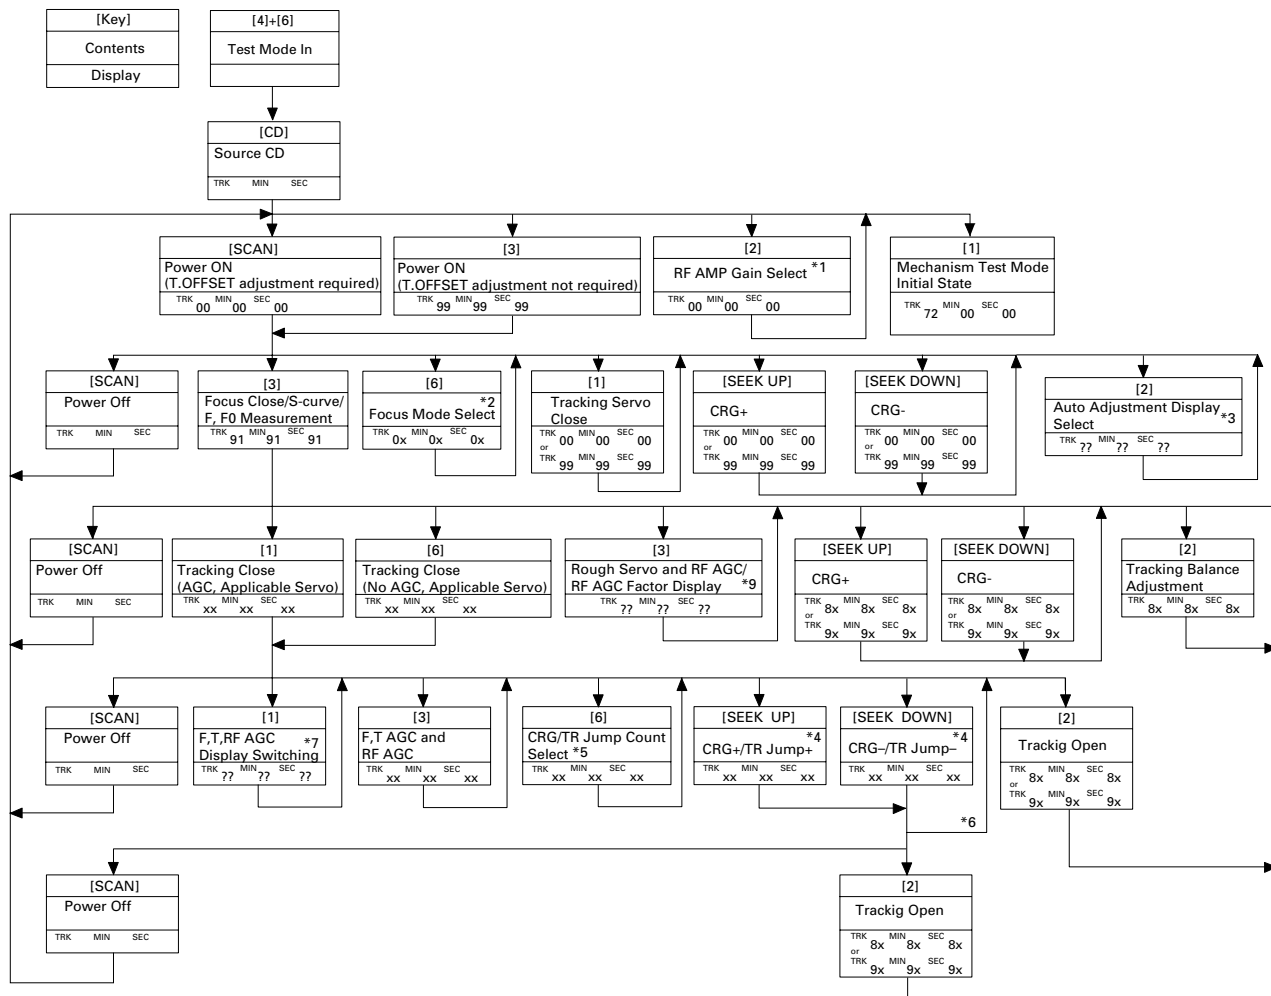 [Key]
Contents
Display
[4]+[6]
Test Mode In
[CD]
Source CD
TRK MIN SEC
[SCAN]
Power ON
(T.OFFSET adjustment required)
TRK 00 MIN 00 SEC 00
[3]
Power ON
(T.OFFSET adjustment not required)
TRK 99 MIN 99 SEC 99
[2]
RF AMP Gain Select *1
TRK 00 MIN 00 SEC 00
[1]
Mechanism Test Mode
Initial State
TRK 72 MIN 00 SEC 00
[SCAN]
Power Off
TRK MIN SEC
[3]
Focus Close/S-curve/
F, F0 Measurement
TRK 91 MIN 91 SEC 91
[6]
*2
Focus Mode Select
TRK 0x MIN 0x SEC 0x
[1]
Tracking Servo
Close
TRK 00 MIN 00 SEC 00
or
TRK 99 MIN 99 SEC 99
[SEEK UP]
CRG+
TRK 00 MIN 00 SEC 00
or
TRK 99 MIN 99 SEC 99
[SEEK DOWN]
CRG-
TRK 00 MIN 00 SEC 00
or
TRK 99 MIN 99 SEC 99
[2]
Auto Adjustment Display
Select *3
TRK ?? MIN ?? SEC ??
[SCAN]
Power Off
TRK MIN SEC
[1]
Tracking Close
(AGC, Applicable Servo)
TRK xx MIN xx SEC xx
[6]
Tracking Close
(No AGC, Applicable Servo)
TRK xx MIN xx SEC xx
[3]
Rough Servo and RF AGC/
RF AGC Factor Display *9
TRK ?? MIN ?? SEC ??
[SEEK UP]
CRG+
TRK 8x MIN 8x SEC 8x
or
TRK 9x MIN 9x SEC 9x
[SEEK DOWN]
CRG-
TRK 8x MIN 8x SEC 8x
or
TRK 9x MIN 9x SEC 9x
[2]
Tracking Balance
Adjustment
TRK 8x MIN 8x SEC 8x
[SCAN]
Power Off
TRK MIN SEC
[1]
F,T,RF AGC *7
Display Switching
TRK ?? MIN ?? SEC ??
[3]
F,T AGC and
RF AGC
TRK xx MIN xx SEC xx
[6]
CRG/TR Jump Count
Select *5
TRK xx MIN xx SEC xx
[SEEK UP]
*4
CRG+/TR Jump+
TRK xx MIN xx SEC xx
[SEEK DOWN]
*4
CRG–/TR Jump–
TRK xx MIN xx SEC xx
[2]
Trackig Open
TRK 8x MIN 8x SEC 8x
or
TRK 9x MIN 9x SEC 9x
*6
[SCAN]
Power Off
TRK MIN SEC
[2]
Trackig Open
TRK 8x MIN 8x SEC 8x
or
TRK 9x MIN 9x SEC 9x